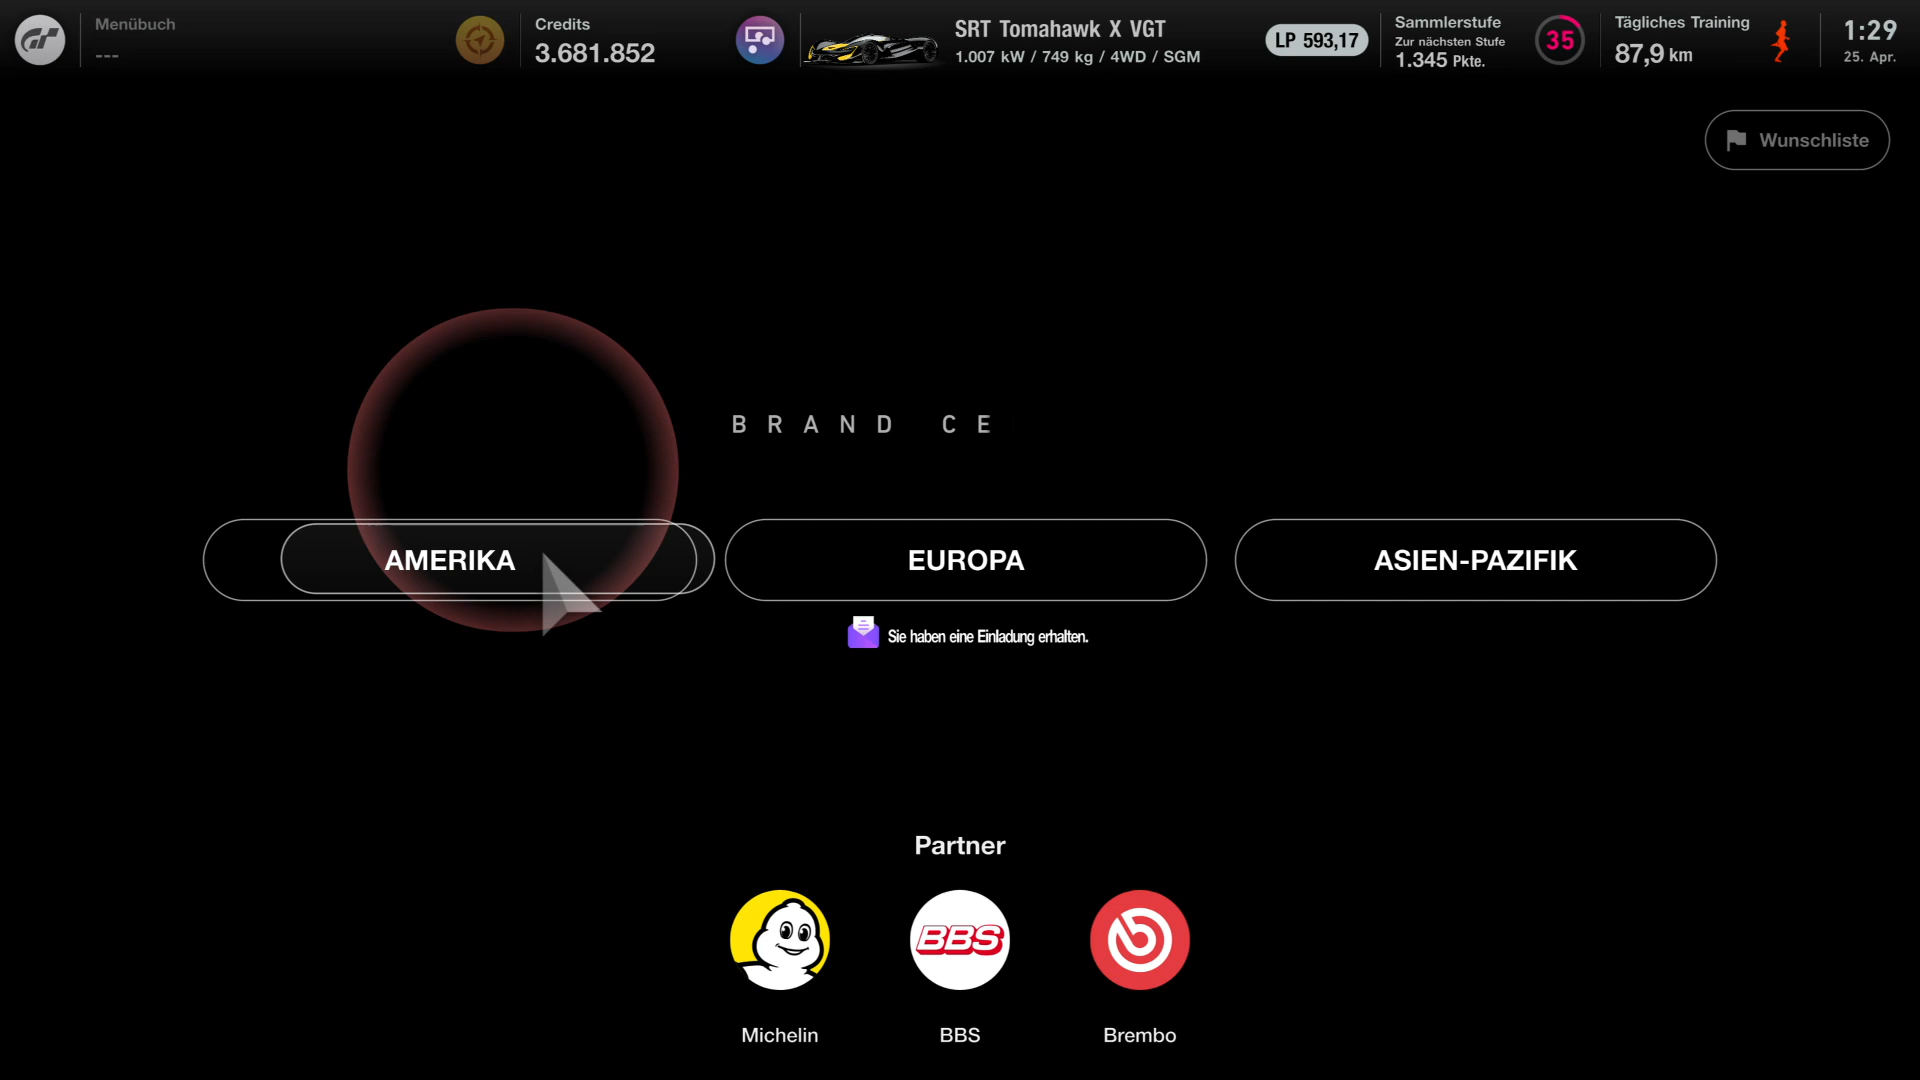 Menübuch
---
Credits
3.681.852
SRT Tomahawk X VGT
1.007 kW / 749 kg / 4WD / SGM
LP 593,17
Sammlerstufe
Zur nächsten Stufe
1.345 Pkte.
35
Tägliches Training
87,9 km
1:29
25. Apr.
Wunschliste
BRAND CE
AMERIKA
EUROPA
ASIEN-PAZIFIK
Sie haben eine Einladung erhalten.
Partner
BBS
Michelin
BBS
Brembo